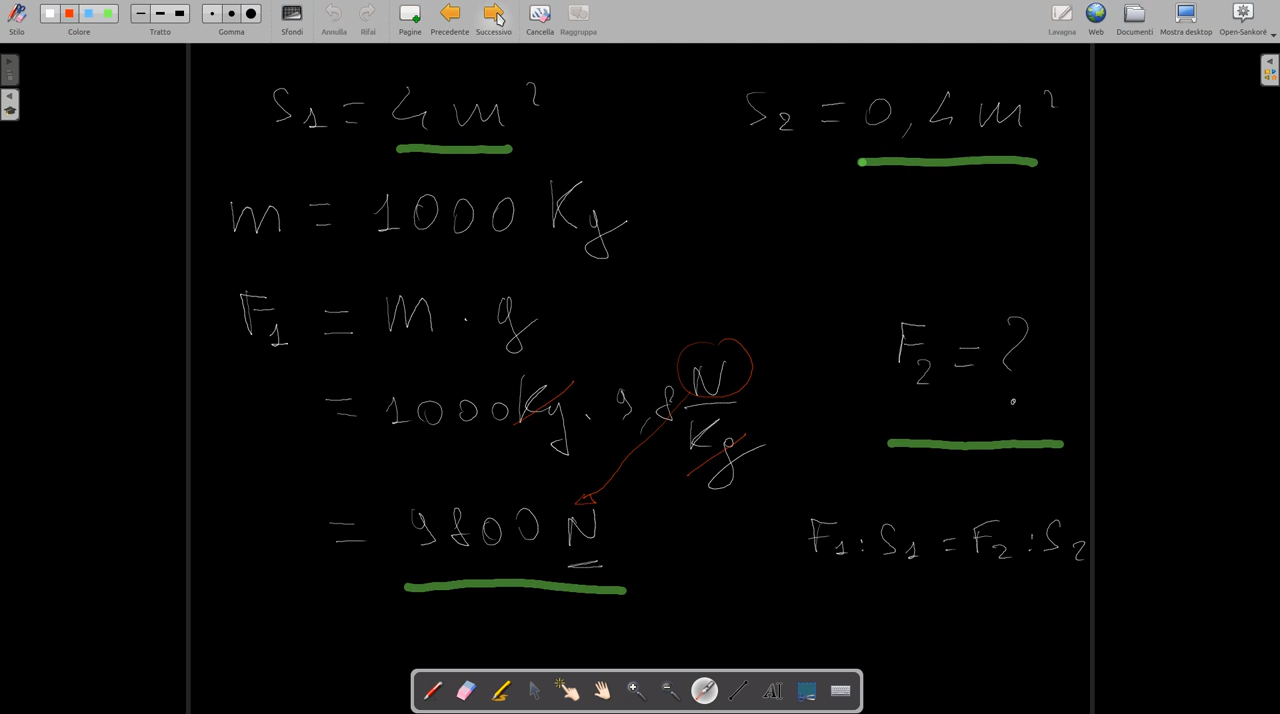 Stilo Colore Tratto Gomma Sfondi Annulla Rifai Pagine Precedente Successivo Cancella Raggruppa Lavagna Web Documenti Mostra desktop Open-Sankoré
S₁ = 4 m² S₂ = 0,4 m²
m = 1000 Kg
F₁ = m · g
F₂ = ?
= 1000 Kg · 9,8 N/Kg
= 9800 N
F₁ : S₁ = F₂ : S₂
AI